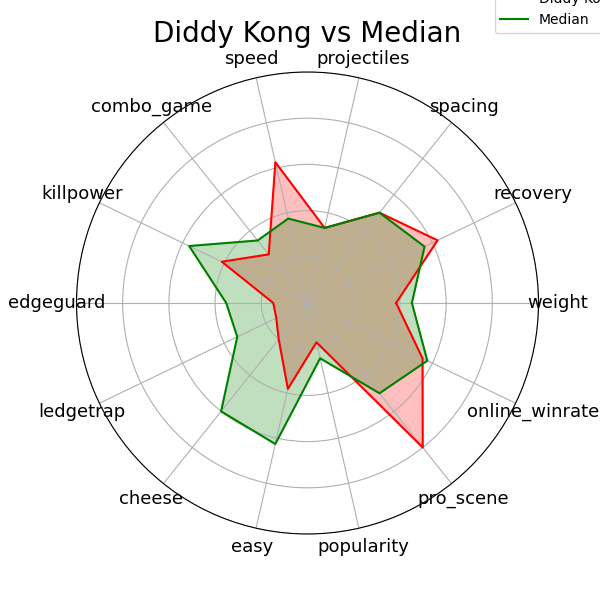 Diddy Kong vs Median
Median
speed
projectiles
combo_game
spacing
killpower
recovery
edgeguard
weight
ledgetrap
online_winrate
cheese
pro_scene
easy
popularity